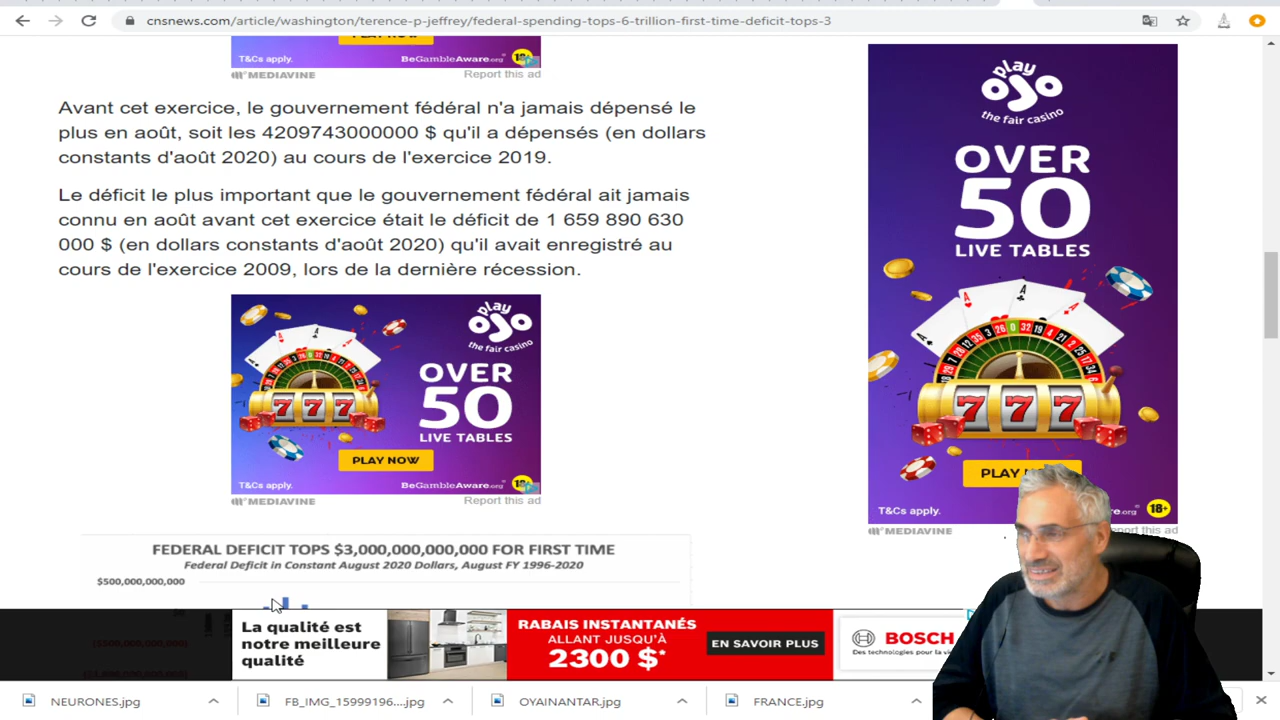 cnsnews.com/article/washington/terence-p-jeffrey/federal-spending-tops-6-trillion-first-time-deficit-tops-3
T&Cs apply.
BeGambleAware.org
18+
MEDIAVINE
Report this ad
Avant cet exercice, le gouvernement fédéral n'a jamais dépensé le
plus en août, soit les 4209743000000 $ qu'il a dépensés (en dollars
constants d'août 2020) au cours de l'exercice 2019.
Le déficit le plus important que le gouvernement fédéral ait jamais
connu en août avant cet exercice était le déficit de 1 659 890 630
000 $ (en dollars constants d'août 2020) qu'il avait enregistré au
cours de l'exercice 2009, lors de la dernière récession.
play
OJO
the fair casino
OVER
50
LIVE TABLES
777
PLAY NOW
T&Cs apply.
BeGambleAware.org
18+
MEDIAVINE
Report this ad
play
OJO
the fair casino
OVER
50
LIVE TABLES
777
PLAY
T&Cs apply.
18+
MEDIAVINE
FEDERAL DEFICIT TOPS $3,000,000,000,000 FOR FIRST TIME
Federal Deficit in Constant August 2020 Dollars, August FY 1996-2020
$500,000,000,000
La qualité est
notre meilleure
qualité
RABAIS INSTANTANÉS
ALLANT JUSQU'À
2300 $*
EN SAVOIR PLUS
BOSCH
Des technologies pour la
NEURONES.jpg
FB_IMG_15999196....jpg
OYAINANTAR.jpg
FRANCE.jpg